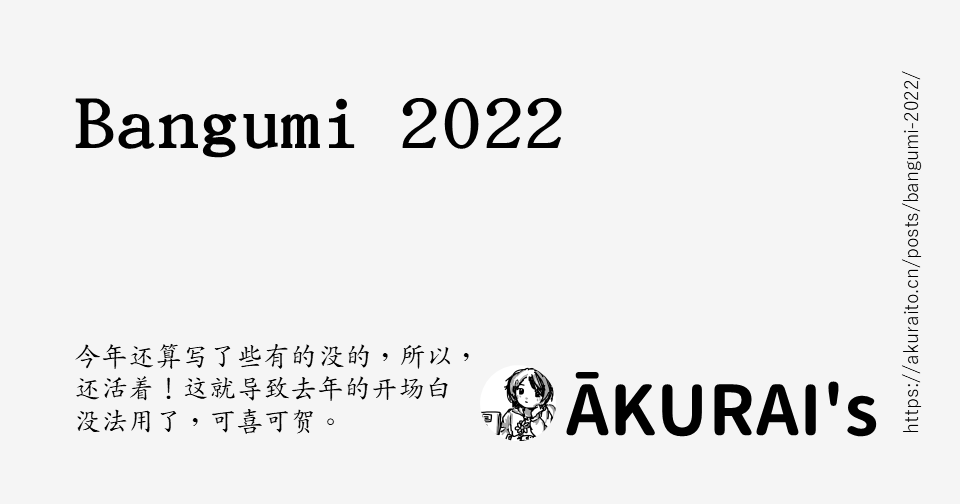 Bangumi 2022
今年还算写了些有的没的，所以，
还活着！这就导致去年的开场白
没法用了，可喜可贺。
ĀKURAI's
https://akuraito.cn/posts/bangumi-2022/